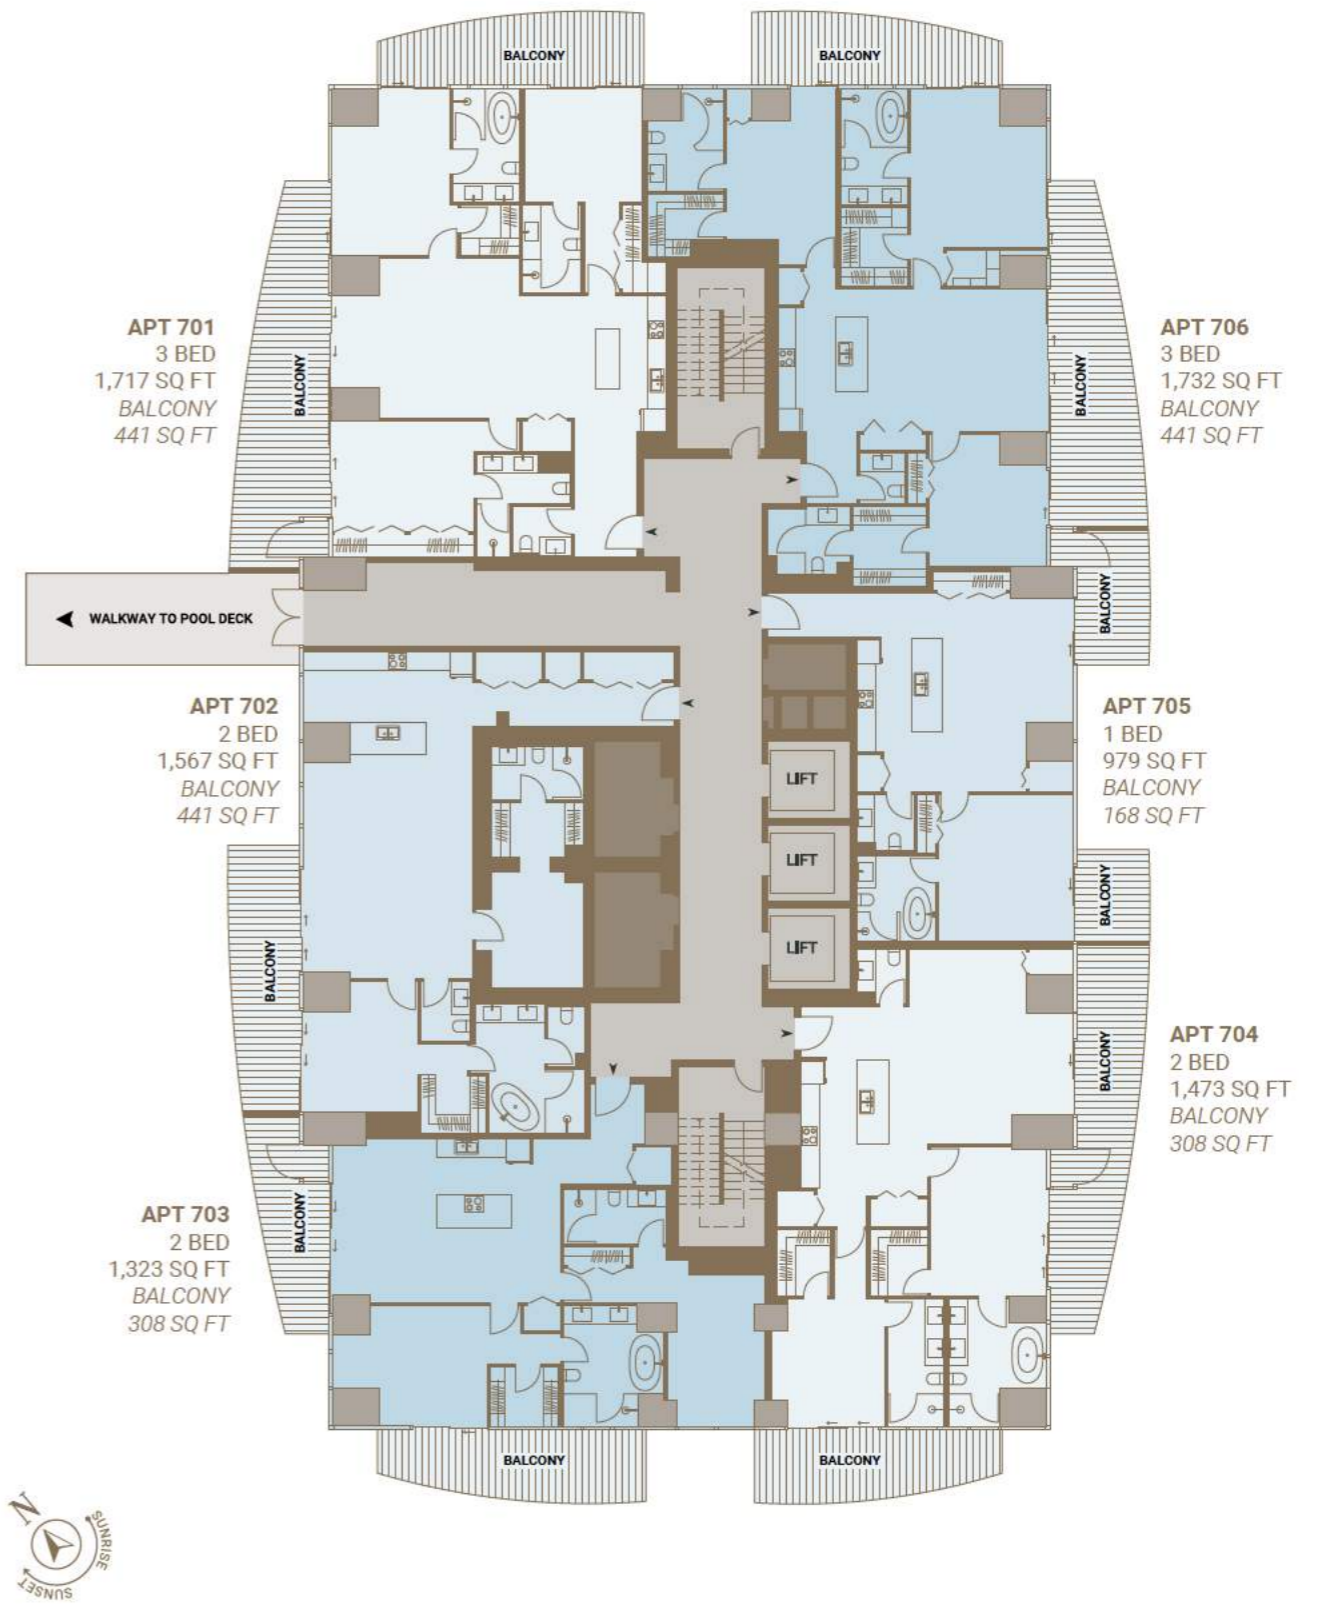 BALCONY
BALCONY
APT 701
3 BED
1,717 SQ FT
BALCONY
441 SQ FT
BALCONY
BALCONY
APT 706
3 BED
1,732 SQ FT
BALCONY
441 SQ FT
WALKWAY TO POOL DECK
BALCONY
APT 702
2 BED
1,567 SQ FT
BALCONY
441 SQ FT
APT 705
1 BED
979 SQ FT
BALCONY
168 SQ FT
LIFT
LIFT
LIFT
BALCONY
BALCONY
BALCONY
APT 704
2 BED
1,473 SQ FT
BALCONY
308 SQ FT
APT 703
2 BED
1,323 SQ FT
BALCONY
308 SQ FT
BALCONY
BALCONY
BALCONY
N
SUNRISE
SUNSET